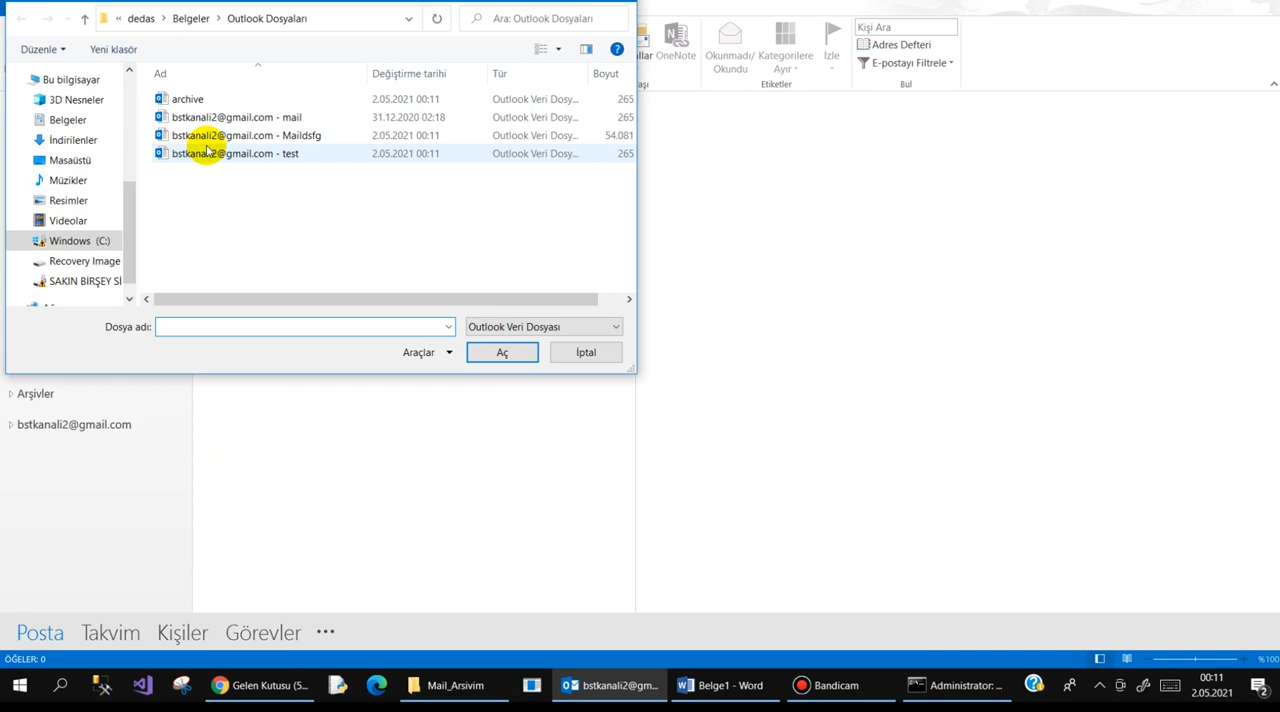 « dedas › Belgeler › Outlook Dosyaları
Ara: Outlook Dosyaları
Düzenle
Yeni klasör
Ad
Değiştirme tarihi
Tür
Boyut
archive 2.05.2021 00:11 Outlook Veri Dosy... 265
bstkanali2@gmail.com - mail 31.12.2020 02:18 Outlook Veri Dosy... 265
bstkanali2@gmail.com - Maildsfg 2.05.2021 00:11 Outlook Veri Dosy... 54.081
bstkanali2@gmail.com - test 2.05.2021 00:11 Outlook Veri Dosy... 265
Bu bilgisayar
3D Nesneler
Belgeler
İndirilenler
Masaüstü
Müzikler
Resimler
Videolar
Windows (C:)
Recovery Image
SAKIN BİRŞEY Sİ
Dosya adı:
Outlook Veri Dosyası
Araçlar
Aç
İptal
OneNote
Okunmadı/
Okundu
Kategorilere
Ayır
İzle
Etiketler
Kişi Ara
Adres Defteri
E-postayı Filtrele
Bul
Arşivler
bstkanali2@gmail.com
Posta Takvim Kişiler Görevler •••
ÖĞELER: 0
%100
Gelen Kutusu (5...
Mail_Arsivim
bstkanali2@gm...
Belge1 - Word
Bandicam
Administrator: ...
00:11
2.05.2021
2